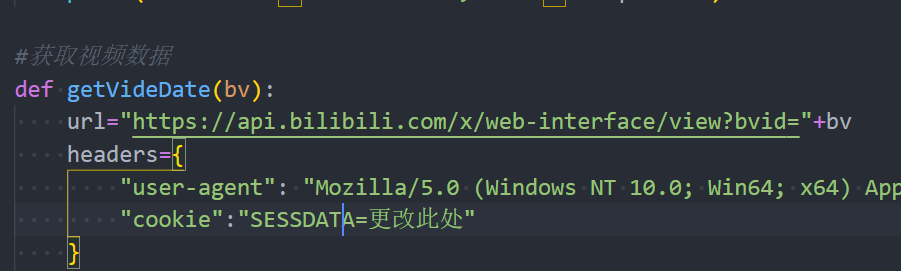 #获取视频数据
def getVideDate(bv):
url="https://api.bilibili.com/x/web-interface/view?bvid="+bv
headers={
"user-agent": "Mozilla/5.0 (Windows NT 10.0; Win64; x64) App
"cookie":"SESSDATA=更改此处"
}